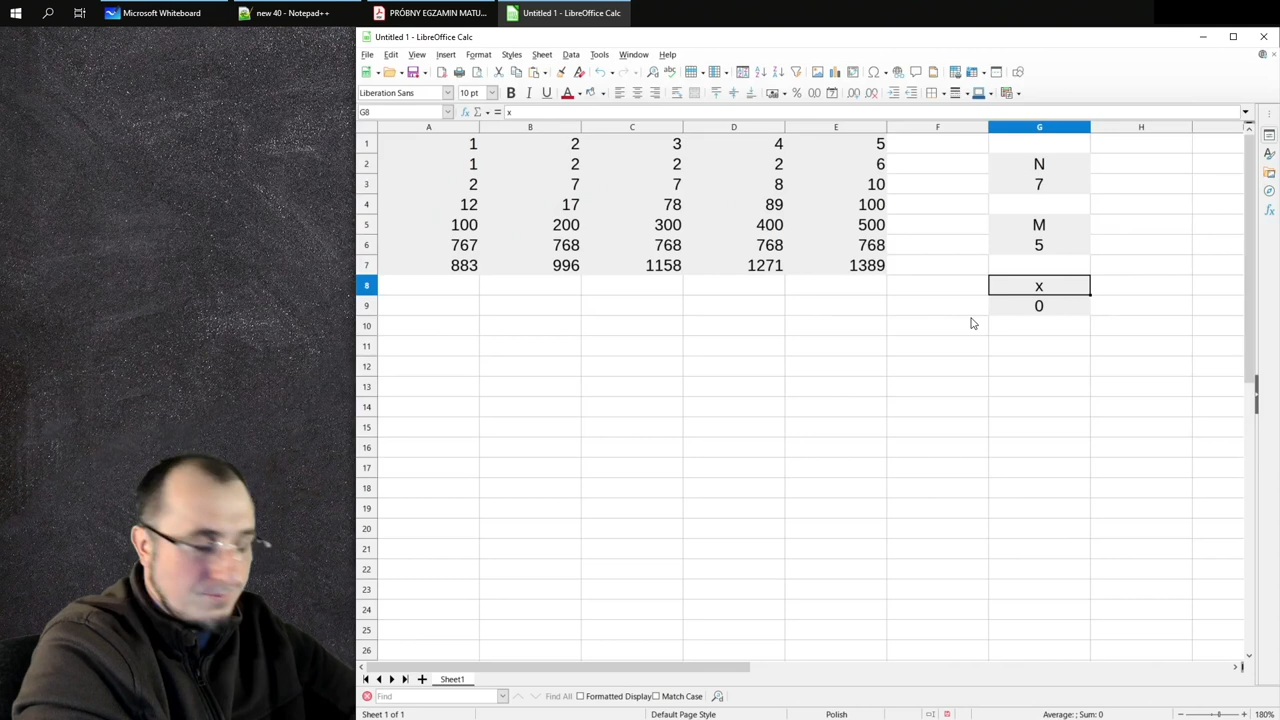 Microsoft Whiteboard
new 40 - Notepad++
PRÓBNY EGZAMIN MATU...
Untitled 1 - LibreOffice Calc
Untitled 1 - LibreOffice Calc
File Edit View Insert Format Styles Sheet Data Tools Window Help
Liberation Sans 10 pt
G8 x
A B C D E F G H
1 1 2 3 4 5
2 1 2 2 2 6 N
3 2 7 7 8 10 7
4 12 17 78 89 100
5 100 200 300 400 500 M
6 767 768 768 768 768 5
7 883 996 1158 1271 1389
8 x
9 0
10
11
12
13
14
15
16
17
18
19
20
21
22
23
24
25
26
Sheet1
Find Find All Formatted Display Match Case
Sheet 1 of 1 Default Page Style Polish Average: ; Sum: 0 180%